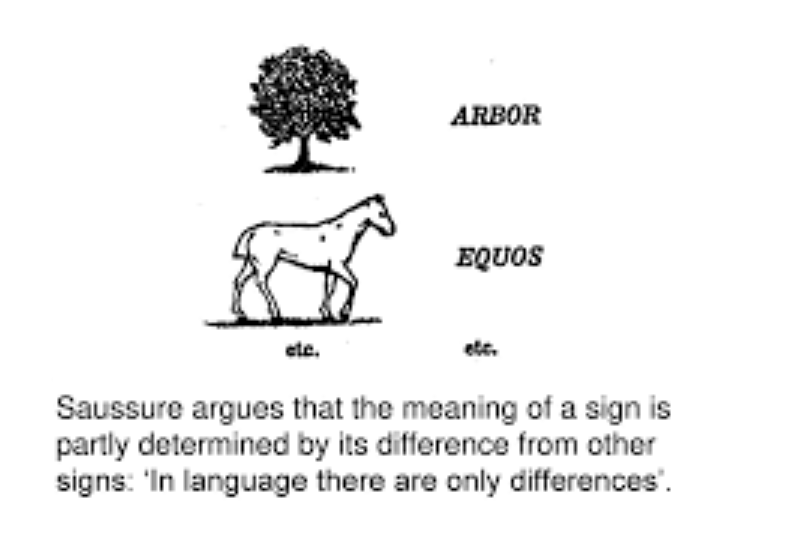 ARBOR
EQUOS
etc. etc.
Saussure argues that the meaning of a sign is
partly determined by its difference from other
signs: ‘In language there are only differences’.